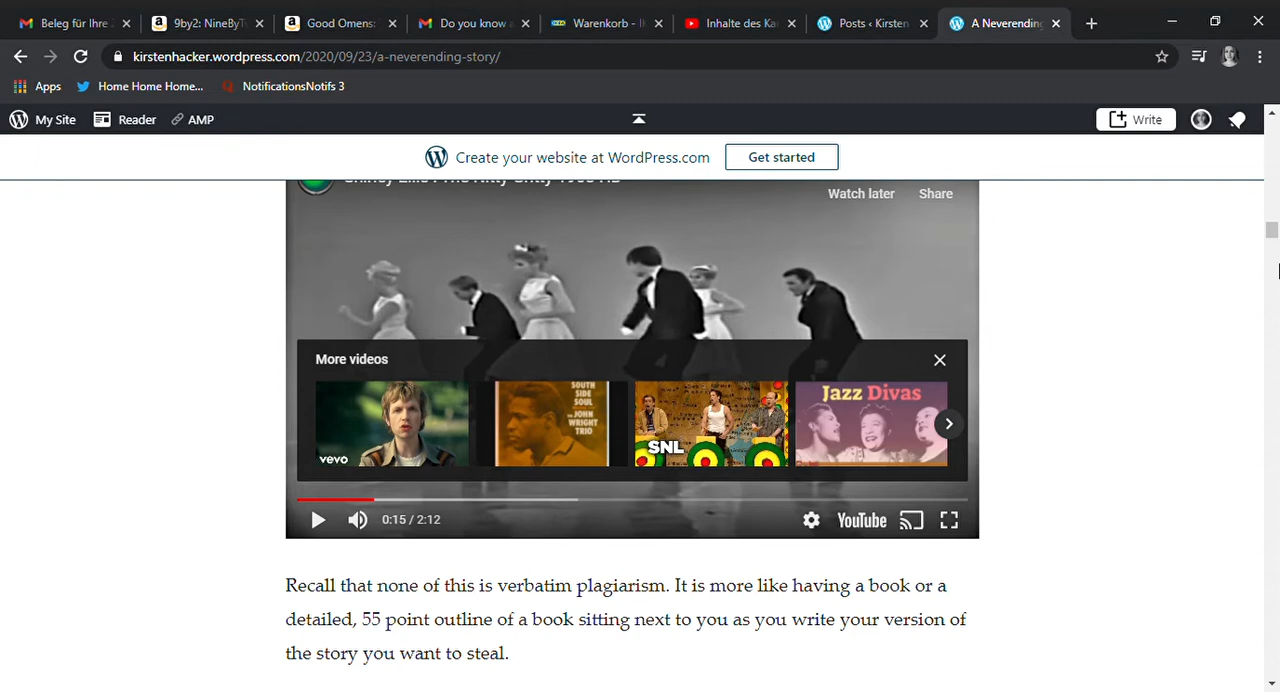 Beleg für Ihre
9by2: NineByT
Good Omens:
Do you know
Warenkorb - I
Inhalte des Ka
Posts ‹ Kirsten
A Neverending
kirstenhacker.wordpress.com/2020/09/23/a-neverending-story/
Apps
Home Home Home...
NotificationsNotifs 3
My Site
Reader
AMP
Write
Create your website at WordPress.com
Get started
Watch later
Share
More videos
vevo
SOUTH
SIDE
SOUL
JOHN
WRIGHT
TRIO
SNL
Jazz Divas
0:15 / 2:12
YouTube
Recall that none of this is verbatim plagiarism. It is more like having a book or a
detailed, 55 point outline of a book sitting next to you as you write your version of
the story you want to steal.